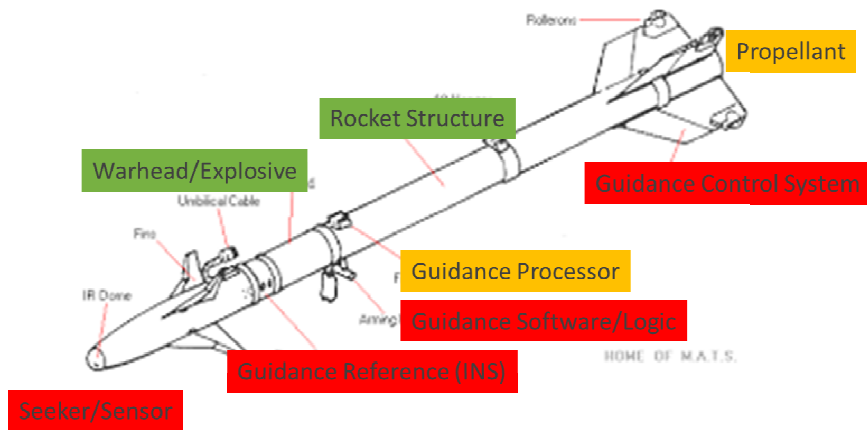 Rollerons
Propellant
Rocket Structure
Warhead/Explosive
Umbilical Cable
Guidance Control System
Fins
Guidance Processor
IR Dome
Arming
Guidance Software/Logic
HOME OF M.A.T.S.
Guidance Reference (INS)
Seeker/Sensor